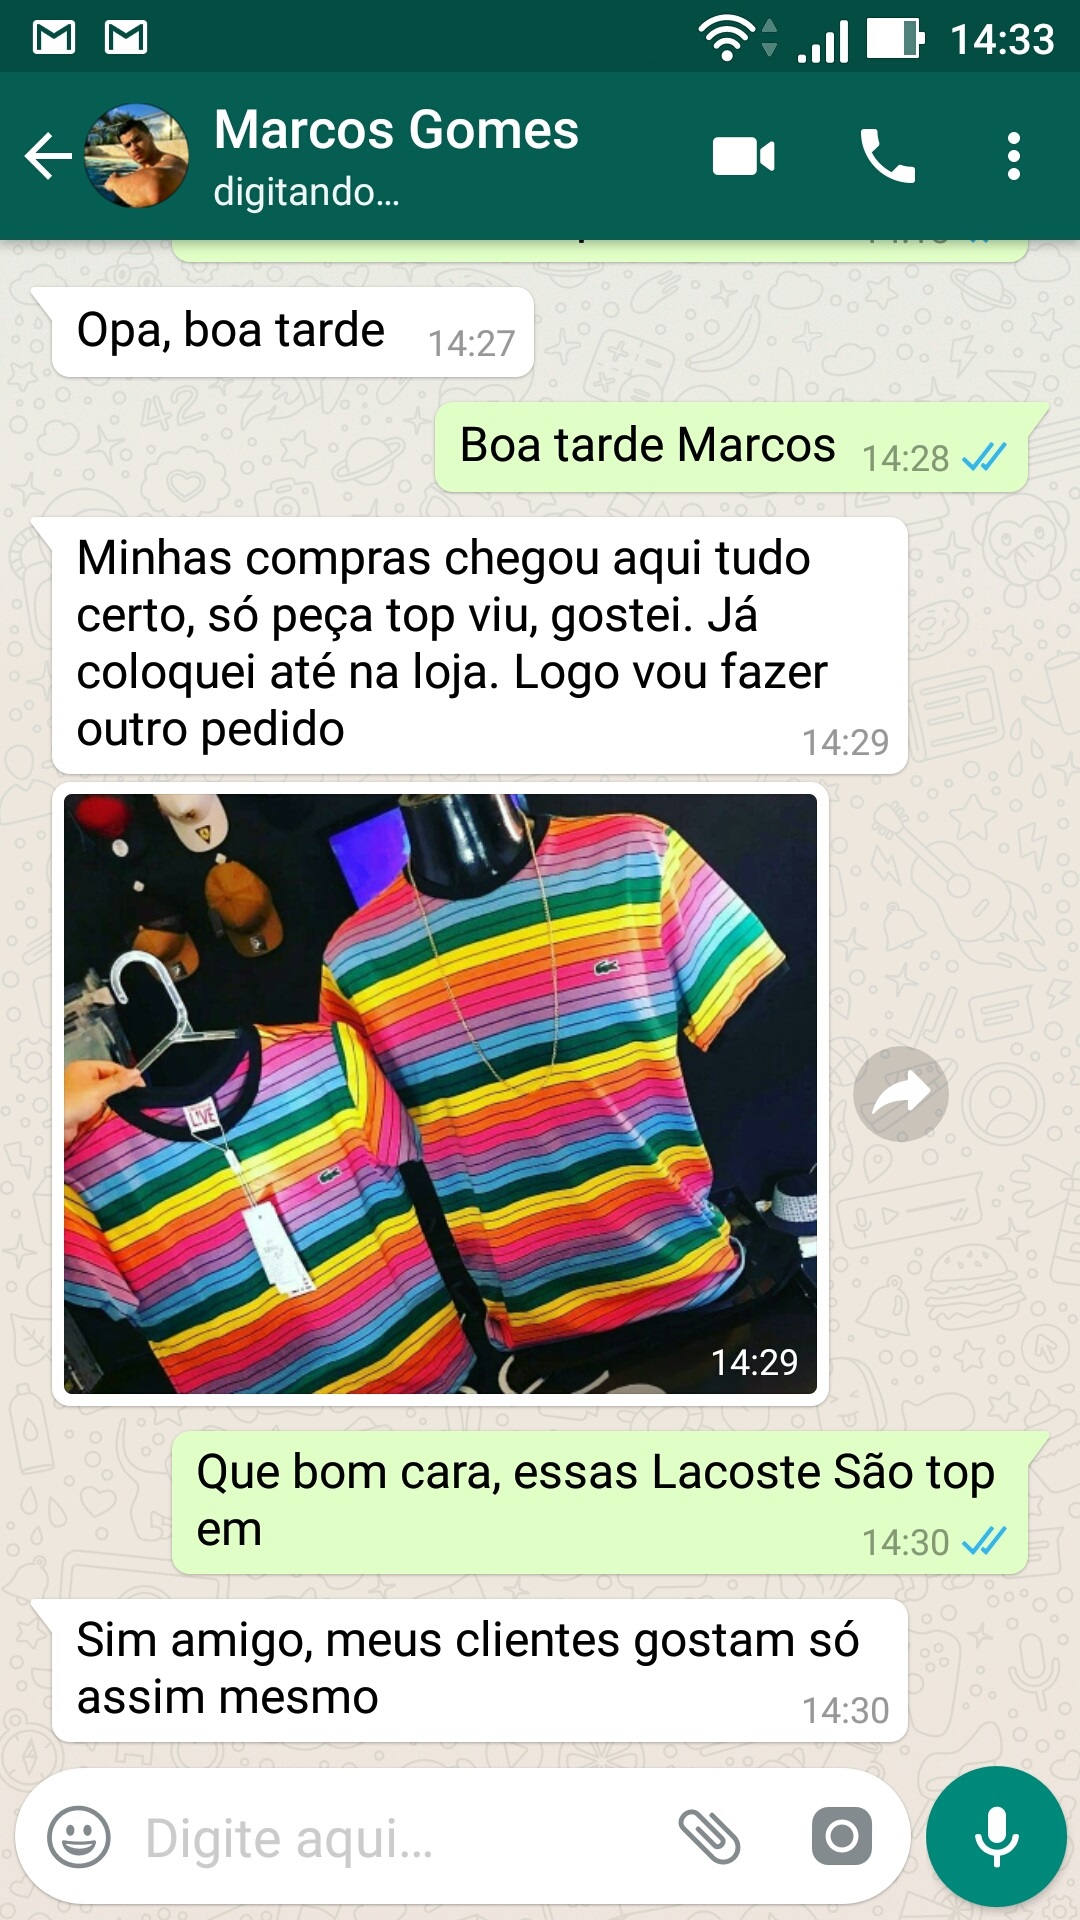 14:33
Marcos Gomes
digitando...
Opa, boa tarde 14:27
Boa tarde Marcos 14:28
Minhas compras chegou aqui tudo
certo, só peça top viu, gostei. Já
coloquei até na loja. Logo vou fazer
outro pedido 14:29
LIVE
14:29
Que bom cara, essas Lacoste São top
em 14:30
Sim amigo, meus clientes gostam só
assim mesmo 14:30
Digite aqui...